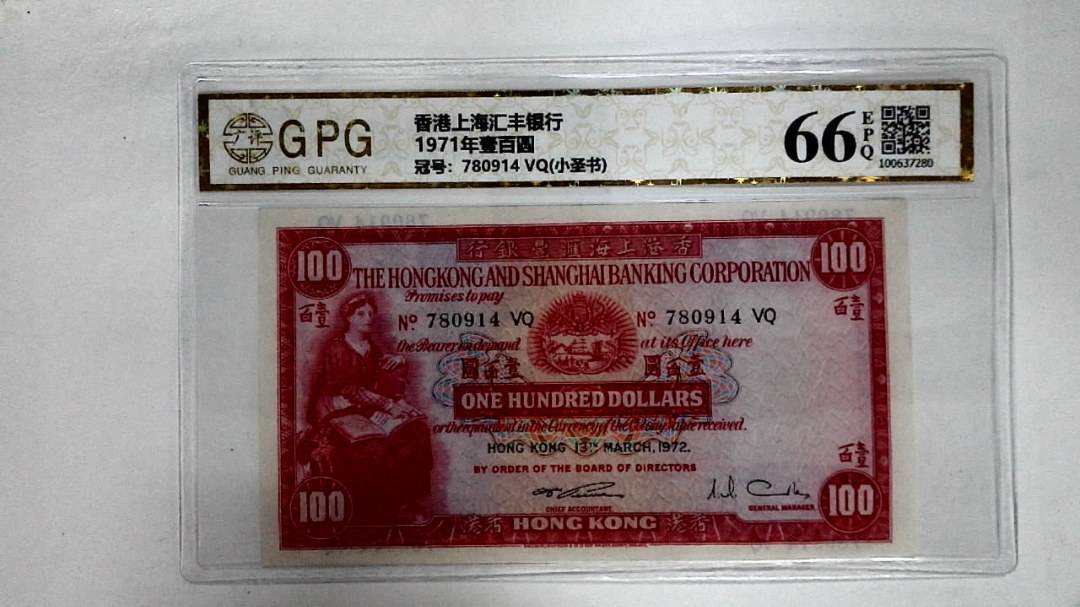 GPG
GUANG PING GUARANTY
香港上海汇丰银行
1971年壹百圆
冠号: 780914 VQ(小圣书)
66
EPQ
100637280
行銀豐滙海上港香
100
100
THE HONGKONG AND SHANGHAI BANKING CORPORATION
Promises to pay
百壹
百壹
Nº 780914 VQ
Nº 780914 VQ
the Bearer on demand
at its Office here
圓百壹
圓百壹
ONE HUNDRED DOLLARS
or the equivalent in the Currency of the Colony, value received.
HONG KONG 13TH MARCH, 1972.
百壹
BY ORDER OF THE BOARD OF DIRECTORS
CHIEF ACCOUNTANT
GENERAL MANAGER
100
100
港香 HONG KONG 港香